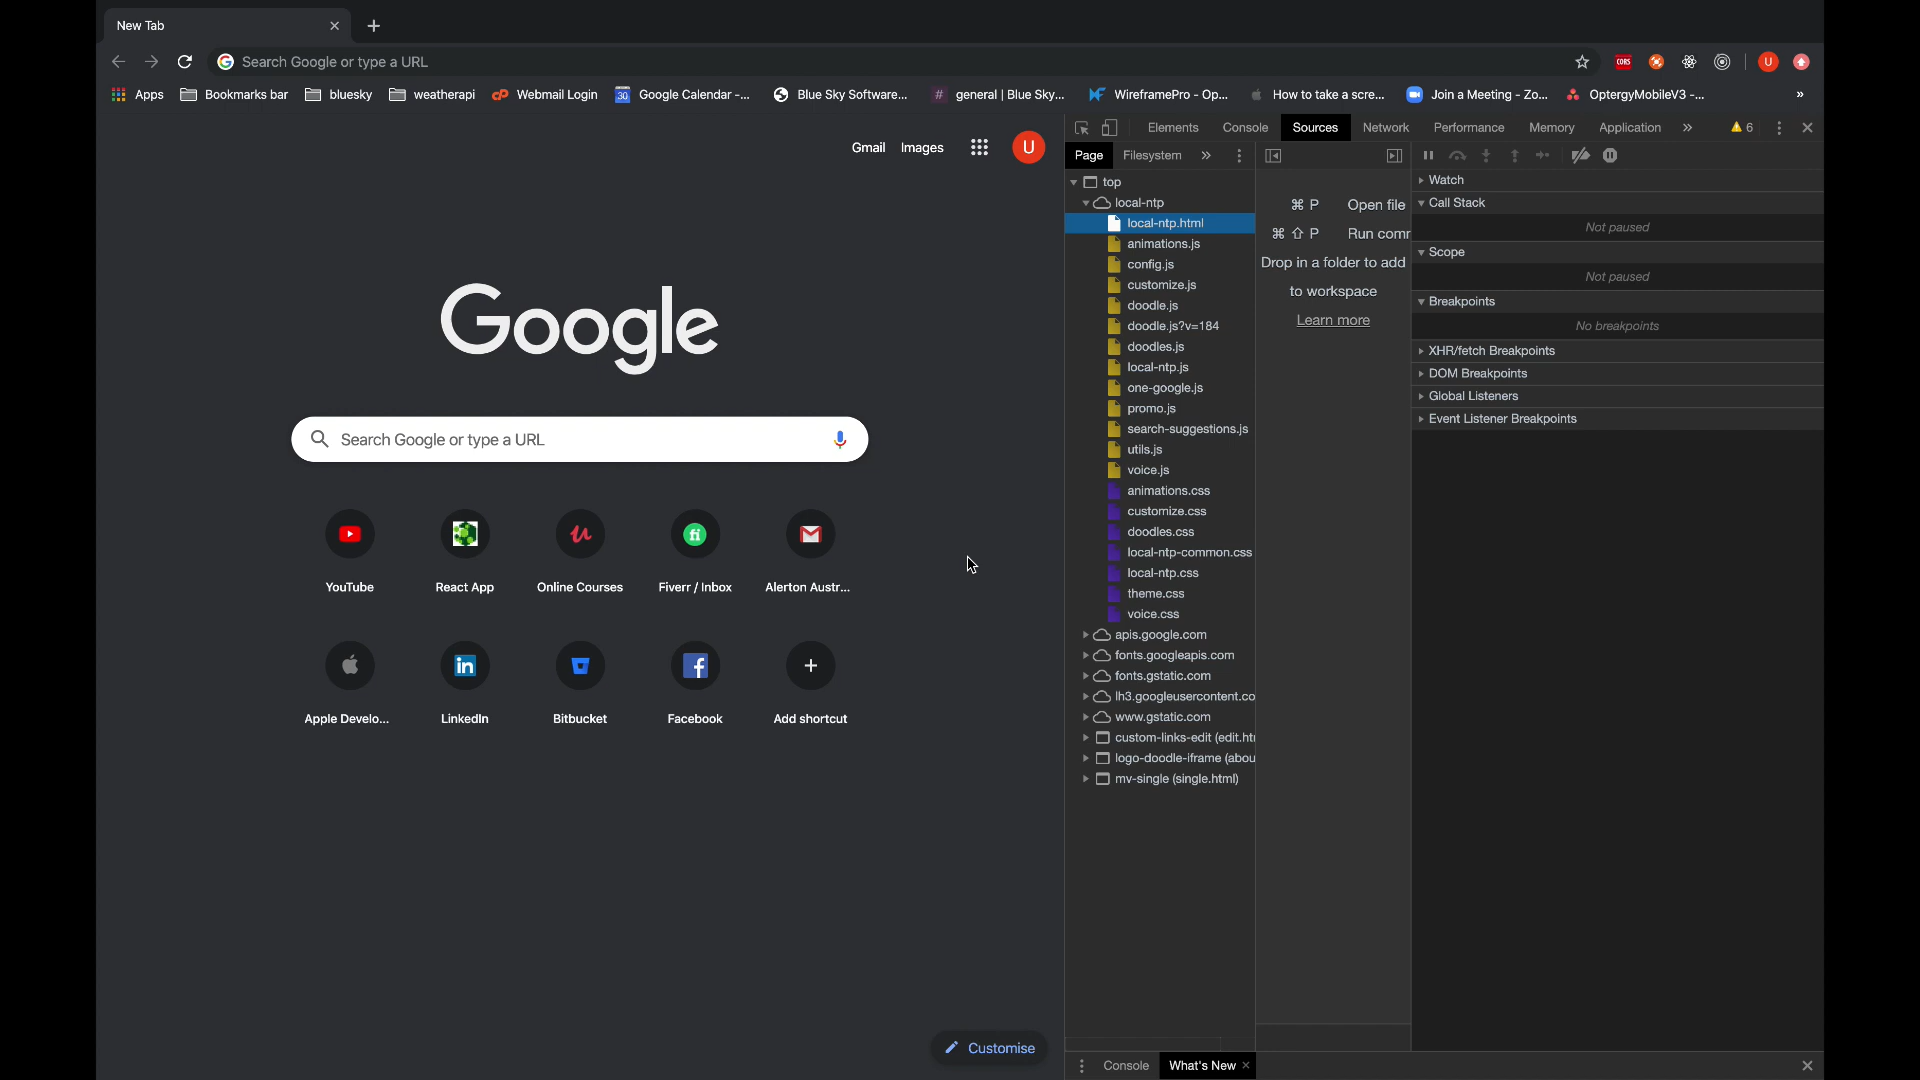 New Tab
Search Google or type a URL
CORS
U
Apps
Bookmarks bar
bluesky
weatherapi
Webmail Login
30
Google Calendar -...
Blue Sky Software...
general | Blue Sky...
WireframePro - Op...
How to take a scre...
Join a Meeting - Zo...
OptergyMobileV3 -...
»
Gmail
Images
U
Google
Search Google or type a URL
YouTube
React App
Online Courses
Fiverr / Inbox
Alerton Austr...
Apple Develo...
LinkedIn
Bitbucket
Facebook
Add shortcut
Customise
Elements
Console
Sources
Network
Performance
Memory
Application
»
6
Page
Filesystem
»
top
local-ntp
local-ntp.html
animations.js
config.js
customize.js
doodle.js
doodle.js?v=184
doodles.js
local-ntp.js
one-google.js
promo.js
search-suggestions.js
utils.js
voice.js
animations.css
customize.css
doodles.css
local-ntp-common.css
local-ntp.css
theme.css
voice.css
apis.google.com
fonts.googleapis.com
fonts.gstatic.com
lh3.googleusercontent.co
www.gstatic.com
custom-links-edit (edit.ht
logo-doodle-iframe (abou
mv-single (single.html)
⌘ P Open file
⌘ ⇧ P Run comr
Drop in a folder to add
to workspace
Learn more
Watch
Call Stack
Not paused
Scope
Not paused
Breakpoints
No breakpoints
XHR/fetch Breakpoints
DOM Breakpoints
Global Listeners
Event Listener Breakpoints
Console
What's New